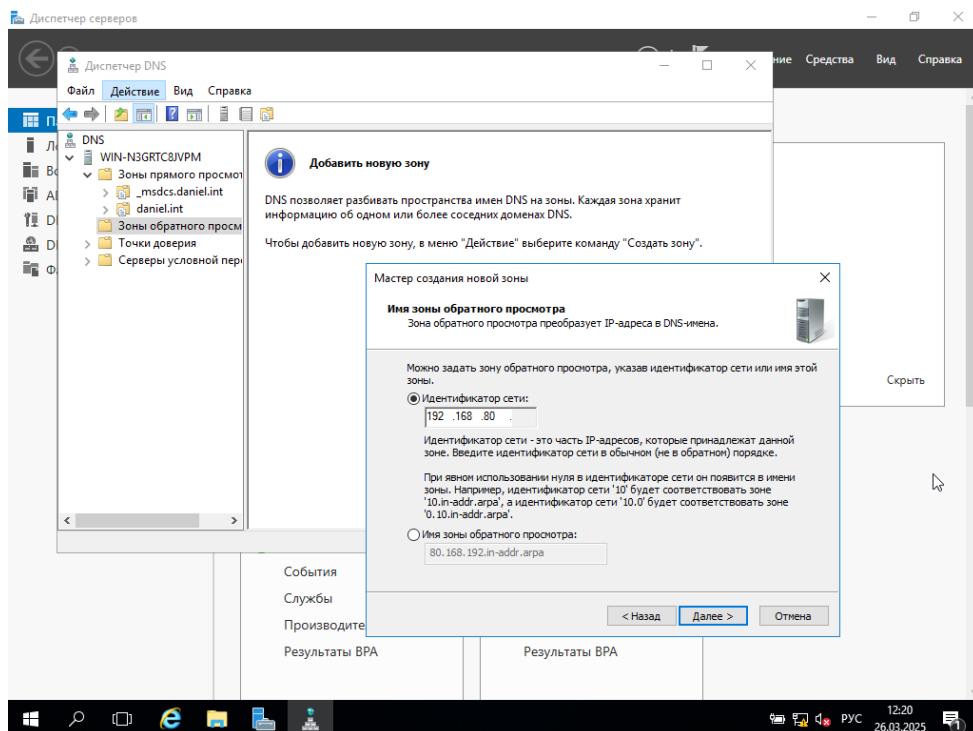 Диспетчер серверов
Средства Вид Справка
Диспетчер DNS
Файл Действие Вид Справка
DNS
WIN-N3GRTC8JVPM
Зоны прямого
_msdcs.daniel.int
daniel.int
Зоны обратного
Точки доверия
Серверы условной
Добавить новую зону
DNS позволяет разбивать пространства имен DNS на зоны. Каждая зона хранит
информацию об одном или более соседних доменах DNS.
Чтобы добавить новую зону, в меню "Действие" выберите команду "Создать зону".
Мастер создания новой зоны
Имя зоны обратного просмотра
Зона обратного просмотра преобразует IP-адреса в DNS-имена.
Можно задать зону обратного просмотра, указав идентификатор сети или имя этой
зоны.
Идентификатор сети:
192 .168 .80 .
Идентификатор сети - это часть IP-адресов, которые принадлежат данной
зоне. Введите идентификатор сети в обычном (не в обратном) порядке.
При явном использовании нуля в идентификаторе сети он появится в имени
зоны. Например, идентификатор сети '10' будет соответствовать зоне
'10.in-addr.arpa', а идентификатор сети '10.0' будет соответствовать зоне
'0.10.in-addr.arpa'.
Имя зоны обратного просмотра:
80.168.192.in-addr.arpa
< Назад Далее > Отмена
Скрыть
События
Службы
Результаты BPA
Результаты BPA
РУС
12:20
26.03.2025
1